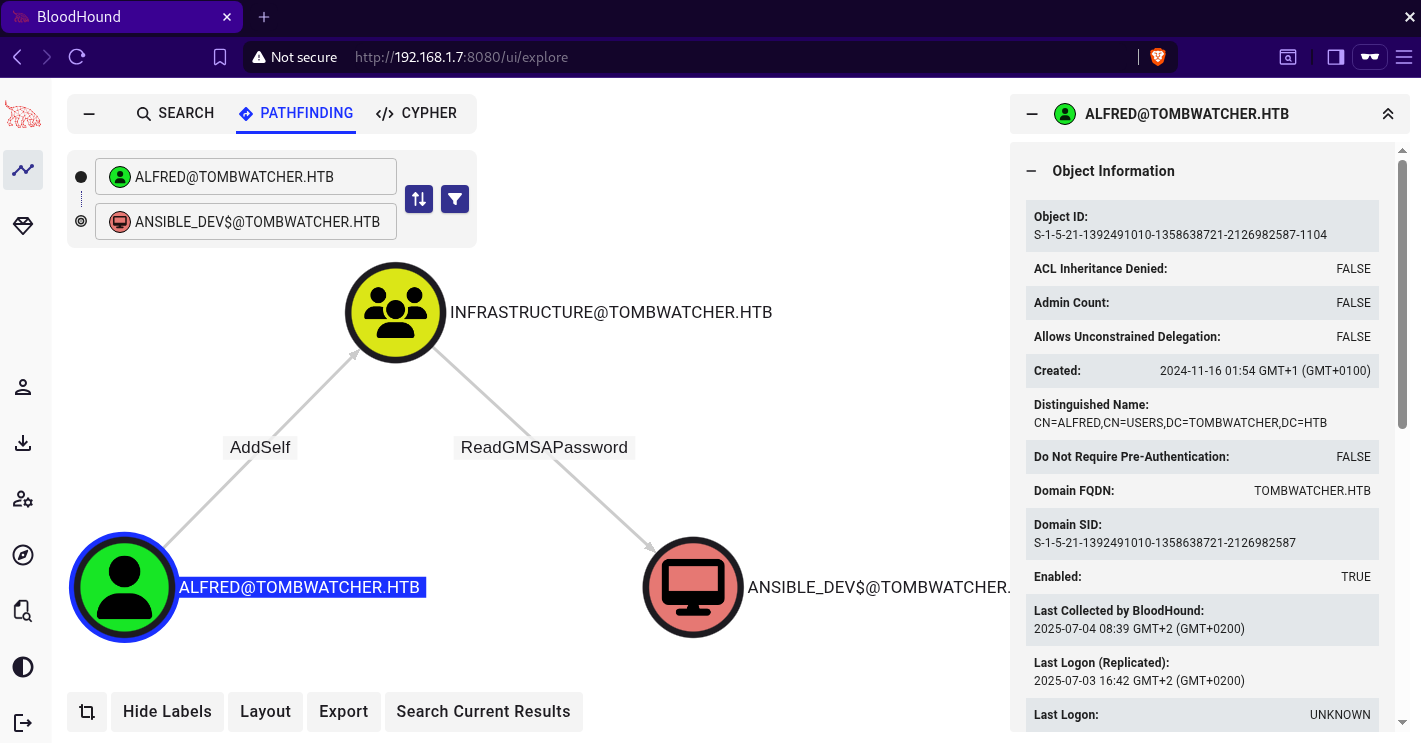 BloodHound
Not secure http://192.168.1.7:8080/ui/explore
SEARCH PATHFINDING CYPHER
ALFRED@TOMBWATCHER.HTB
ANSIBLE_DEV$@TOMBWATCHER.HTB
INFRASTRUCTURE@TOMBWATCHER.HTB
AddSelf
ReadGMSAPassword
ALFRED@TOMBWATCHER.HTB
ANSIBLE_DEV$@TOMBWATCHER.
Hide Labels
Layout
Export
Search Current Results
ALFRED@TOMBWATCHER.HTB
Object Information
Object ID:
S-1-5-21-1392491010-1358638721-2126982587-1104
ACL Inheritance Denied: FALSE
Admin Count: FALSE
Allows Unconstrained Delegation: FALSE
Created: 2024-11-16 01:54 GMT+1 (GMT+0100)
Distinguished Name:
CN=ALFRED,CN=USERS,DC=TOMBWATCHER,DC=HTB
Do Not Require Pre-Authentication: FALSE
Domain FQDN: TOMBWATCHER.HTB
Domain SID:
S-1-5-21-1392491010-1358638721-2126982587
Enabled: TRUE
Last Collected by BloodHound:
2025-07-04 08:39 GMT+2 (GMT+0200)
Last Logon (Replicated):
2025-07-03 16:42 GMT+2 (GMT+0200)
Last Logon: UNKNOWN